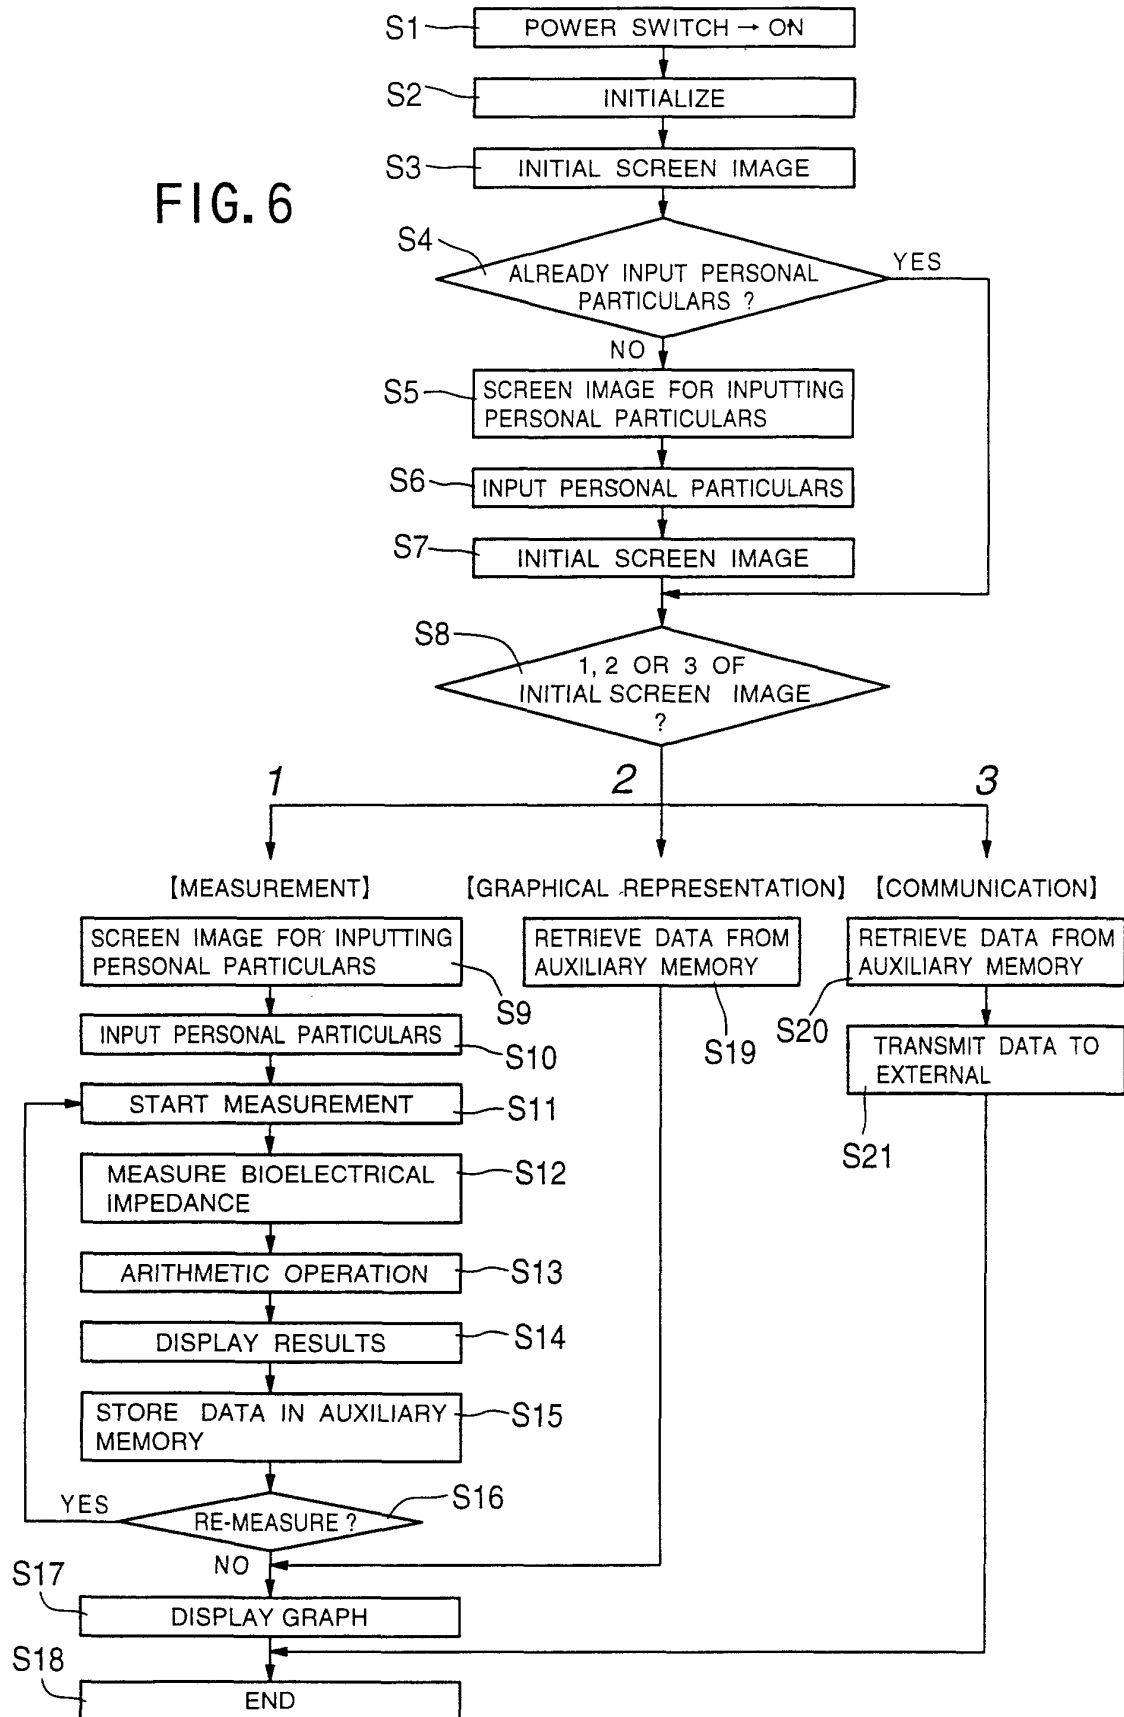 S1
POWER SWITCH → ON
S2
INITIALIZE
S3
INITIAL SCREEN IMAGE
FIG. 6
S4
ALREADY INPUT PERSONAL
PARTICULARS ?
YES
NO
S5
SCREEN IMAGE FOR INPUTTING
PERSONAL PARTICULARS
S6
INPUT PERSONAL PARTICULARS
S7
INITIAL SCREEN IMAGE
S8
1, 2 OR 3 OF
INITIAL SCREEN IMAGE
?
1
2
3
【MEASUREMENT】
【GRAPHICAL REPRESENTATION】
【COMMUNICATION】
SCREEN IMAGE FOR INPUTTING
PERSONAL PARTICULARS
S9
INPUT PERSONAL PARTICULARS
S10
START MEASUREMENT
S11
MEASURE BIOELECTRICAL
IMPEDANCE
S12
ARITHMETIC OPERATION
S13
DISPLAY RESULTS
S14
STORE DATA IN AUXILIARY
MEMORY
S15
RE-MEASURE ?
S16
YES
NO
RETRIEVE DATA FROM
AUXILIARY MEMORY
S19
RETRIEVE DATA FROM
AUXILIARY MEMORY
S20
TRANSMIT DATA TO
EXTERNAL
S21
S17
DISPLAY GRAPH
S18
END